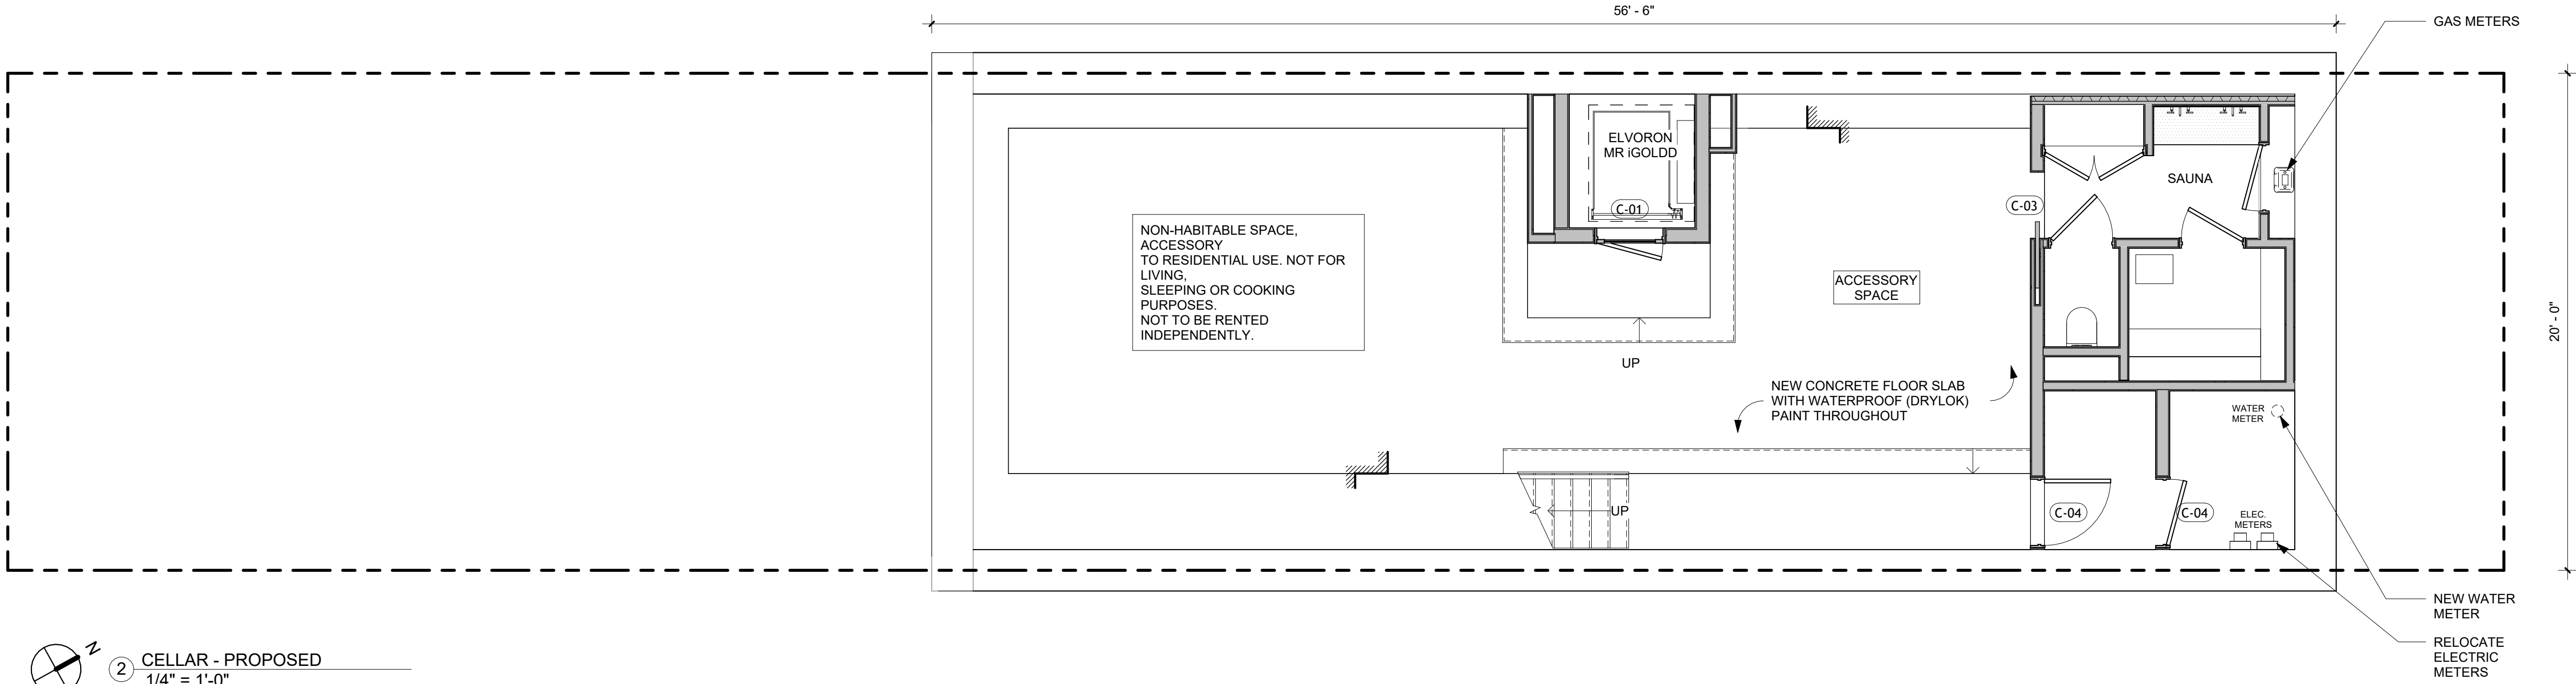 56' - 6"
GAS METERS
ELVORON
MR iGOLDD
C-01
SAUNA
C-03
NON-HABITABLE SPACE,
ACCESSORY
TO RESIDENTIAL USE. NOT FOR
LIVING,
SLEEPING OR COOKING
PURPOSES.
NOT TO BE RENTED
INDEPENDENTLY.
ACCESSORY
SPACE
20' - 0"
UP
NEW CONCRETE FLOOR SLAB
WITH WATERPROOF (DRYLOK)
PAINT THROUGHOUT
WATER
METER
UP
C-04
C-04
ELEC.
METERS
NEW WATER
METER
RELOCATE
ELECTRIC
METERS
N
2
CELLAR - PROPOSED
1/4" = 1'-0"